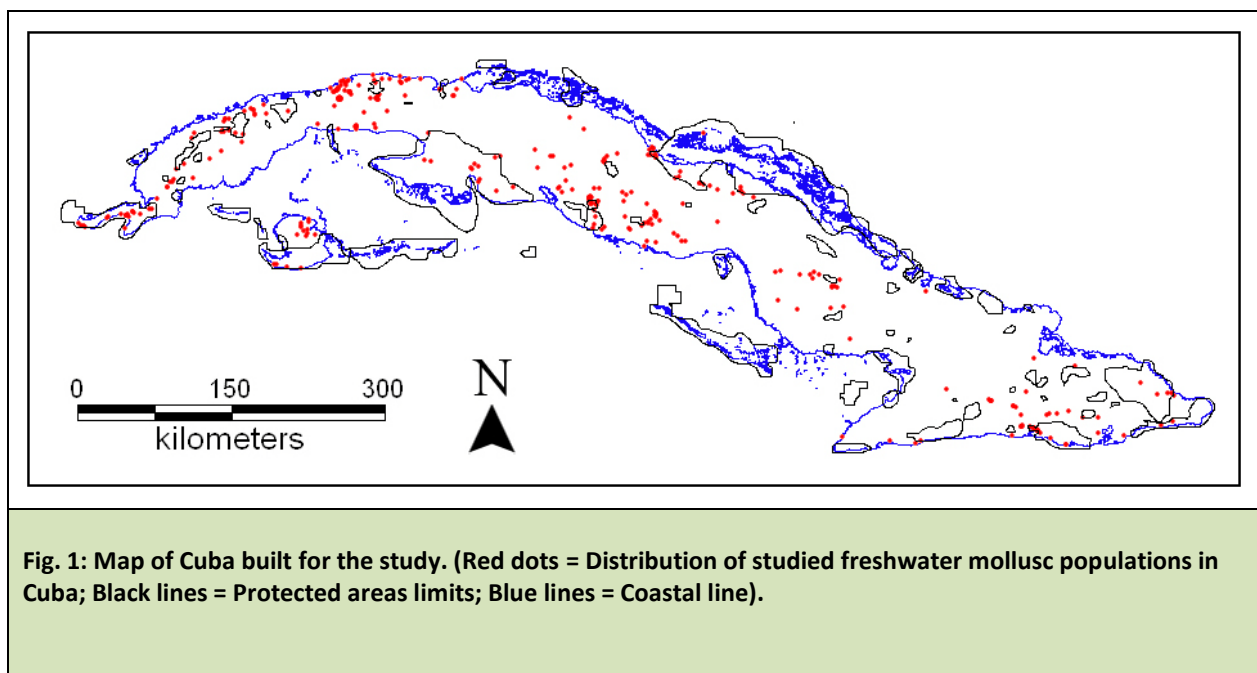 0 150 300
kilometers
N
Fig. 1: Map of Cuba built for the study. (Red dots = Distribution of studied freshwater mollusc populations in
Cuba; Black lines = Protected areas limits; Blue lines = Coastal line).